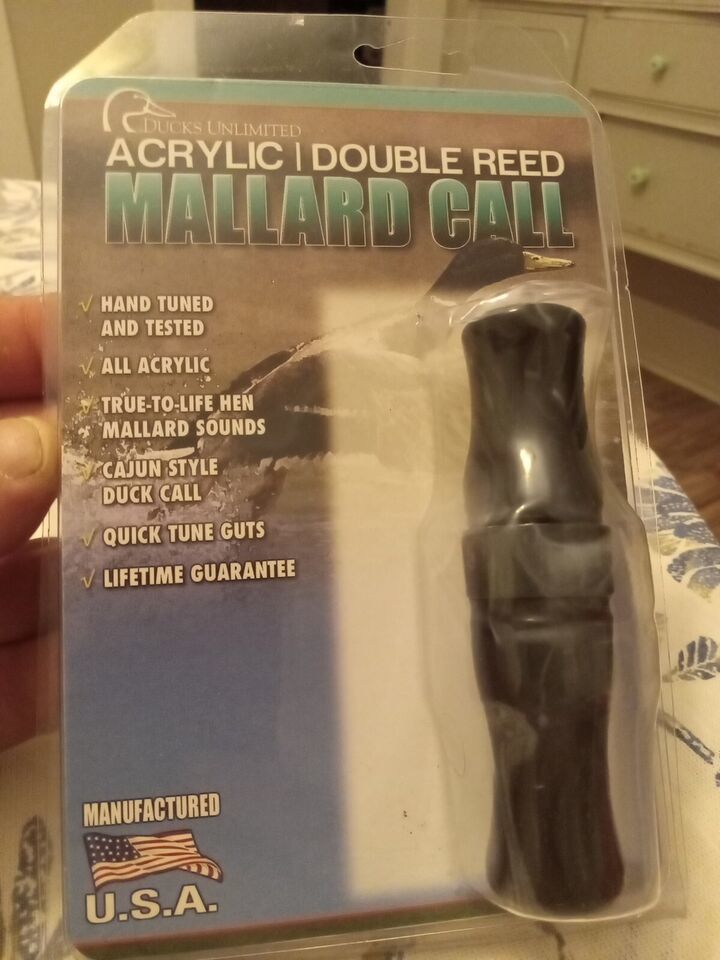 DUCKS UNLIMITED
ACRYLIC | DOUBLE REED
MALLARD CALL
√ HAND TUNED
AND TESTED
√ ALL ACRYLIC
√ TRUE-TO-LIFE HEN
MALLARD SOUNDS
√ CAJUN STYLE
DUCK CALL
√ QUICK TUNE GUTS
√ LIFETIME GUARANTEE
MANUFACTURED
U.S.A.